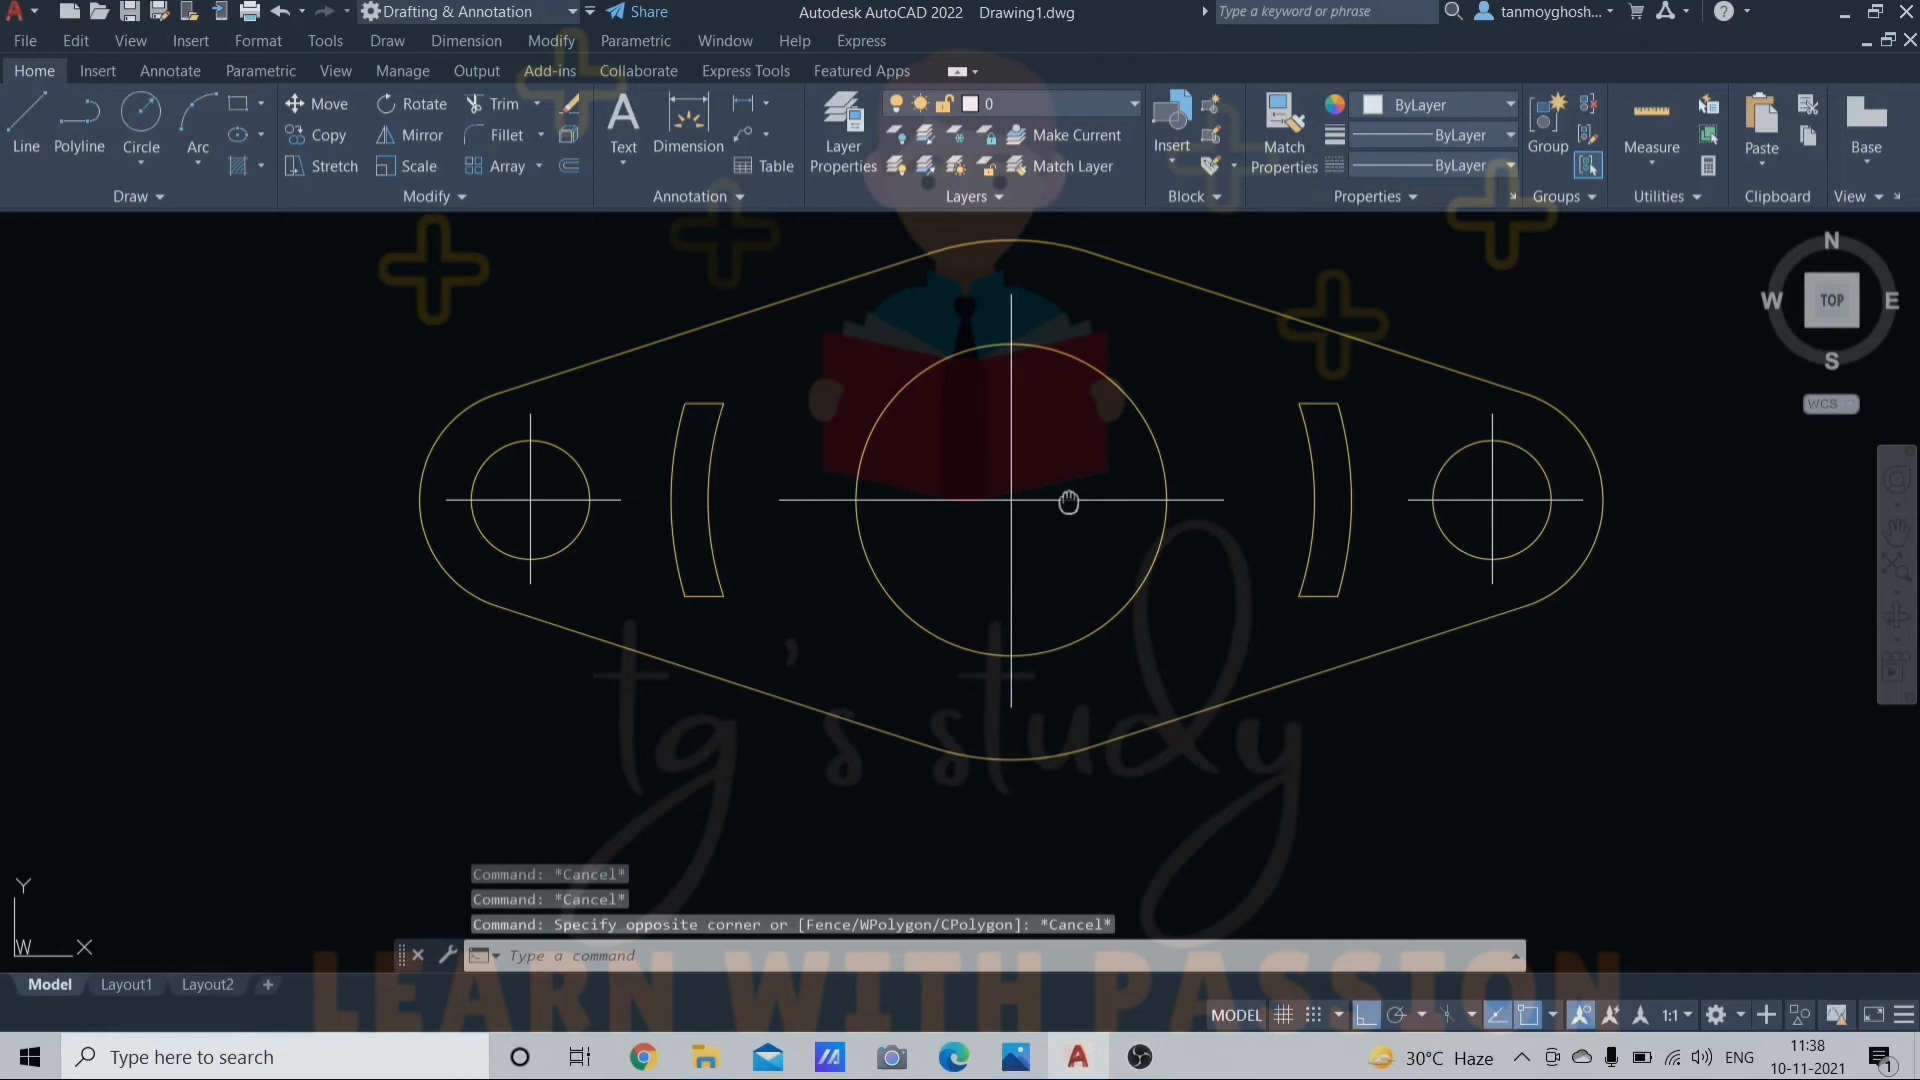 Drafting & Annotation
Share
Autodesk AutoCAD 2022 Drawing1.dwg
Type a keyword or phrase
tanmoyghosh...
File Edit View Insert Format Tools Draw Dimension Modify Parametric Window Help Express
Home Insert Annotate Parametric View Manage Output Add-ins Collaborate Express Tools Featured Apps
Line Polyline Circle Arc
Move Rotate Trim
Copy Mirror Fillet
Stretch Scale Array
Text Dimension
Table
Layer Properties
0
Make Current
Match Layer
Insert
Match Properties
ByLayer
ByLayer
ByLayer
Group
Measure
Paste
Base
Draw Modify Annotation Layers Block Properties Groups Utilities Clipboard View
N
W TOP E
S
WCS
tg's study
Y
W X
Command: *Cancel*
Command: *Cancel*
Command: Specify opposite corner or [Fence/WPolygon/CPolygon]: *Cancel*
Type a command
LEARN WITH PASSION
Model Layout1 Layout2 +
MODEL 1:1
Type here to search
30°C Haze
ENG
11:38
10-11-2021
1